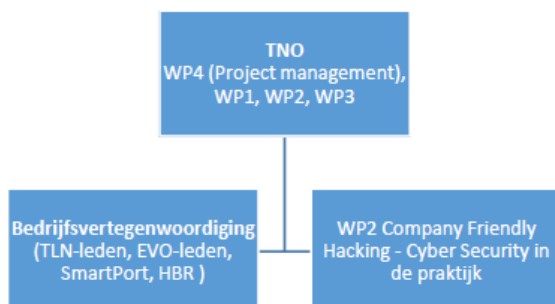 TNO
WP4 (Project management),
WP1, WP2, WP3
Bedrijfsvertegenwoordiging
(TLN-leden, EVO-leden,
SmartPort, HBR )
WP2 Company Friendly
Hacking - Cyber Security in
de praktijk